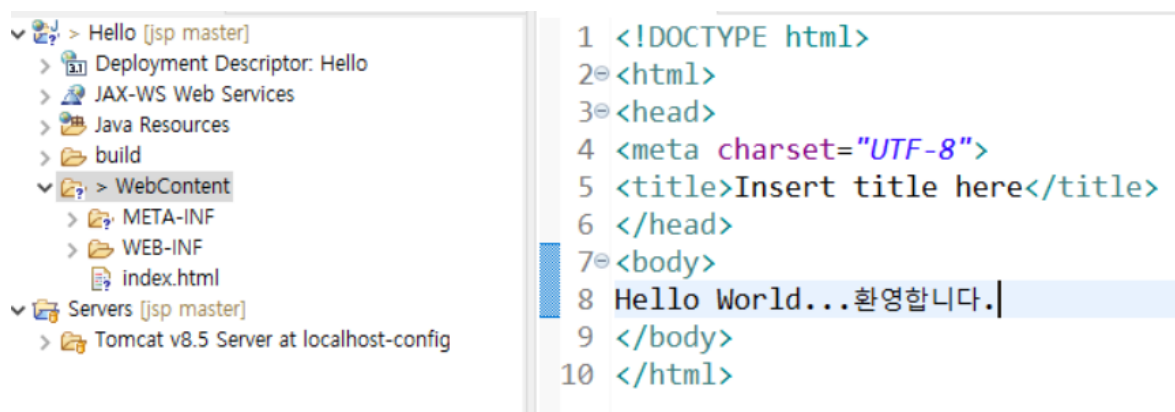 > Hello [jsp master]
Deployment Descriptor: Hello
JAX-WS Web Services
Java Resources
build
> WebContent
META-INF
WEB-INF
index.html
Servers [jsp master]
Tomcat v8.5 Server at localhost-config
1 <!DOCTYPE html>
2 <html>
3 <head>
4 <meta charset="UTF-8">
5 <title>Insert title here</title>
6 </head>
7 <body>
8 Hello World...환영합니다.
9 </body>
10 </html>